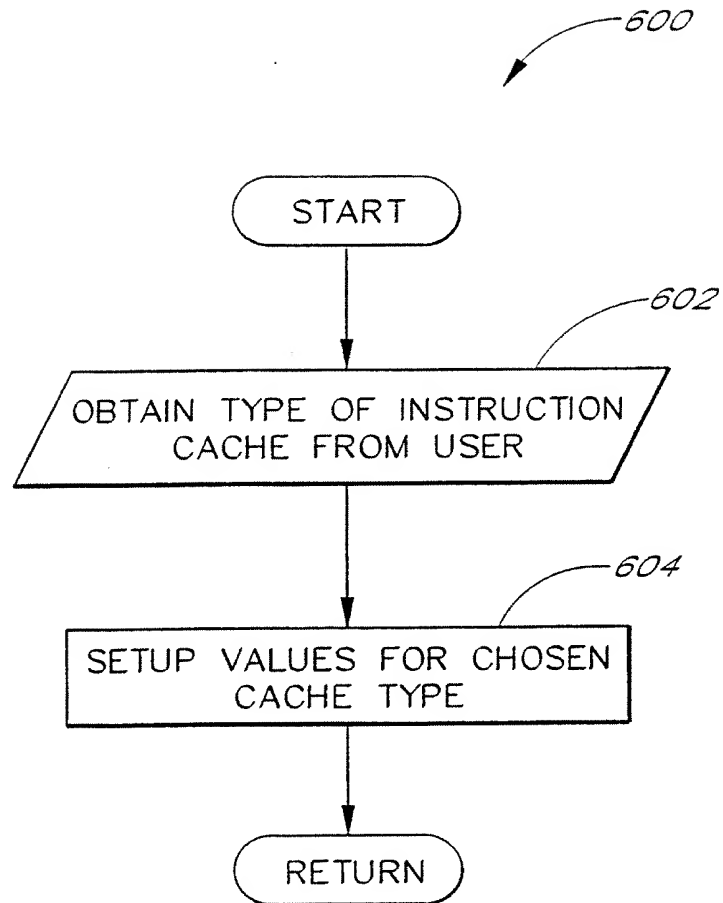 600
START
602
OBTAIN TYPE OF INSTRUCTION
CACHE FROM USER
604
SETUP VALUES FOR CHOSEN
CACHE TYPE
RETURN